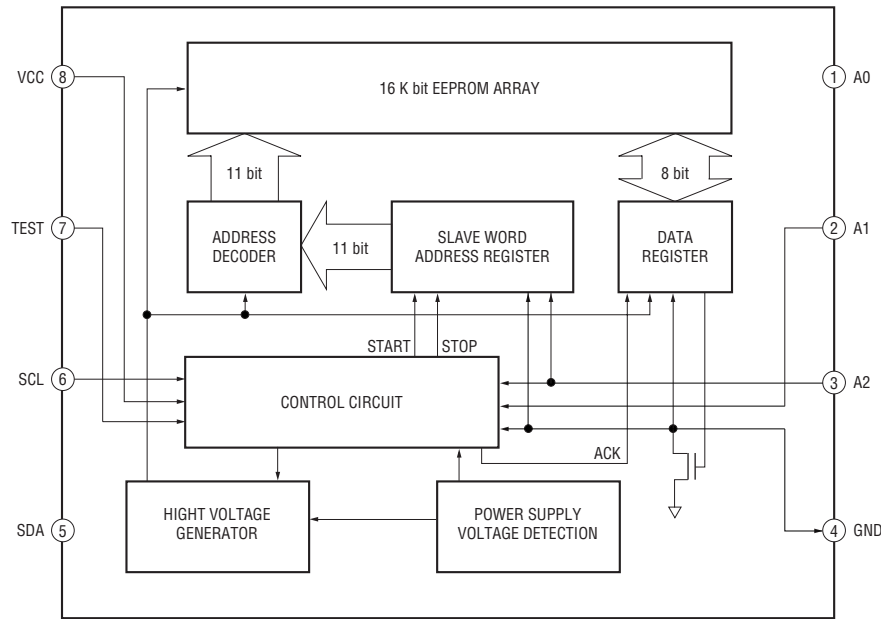 VCC 8
16 K bit EEPROM ARRAY
1 A0
11 bit
8 bit
TEST 7
ADDRESS
DECODER
11 bit
SLAVE WORD
ADDRESS REGISTER
DATA
REGISTER
2 A1
START STOP
SCL 6
CONTROL CIRCUIT
3 A2
ACK
SDA 5
HIGHT VOLTAGE
GENERATOR
POWER SUPPLY
VOLTAGE DETECTION
4 GND